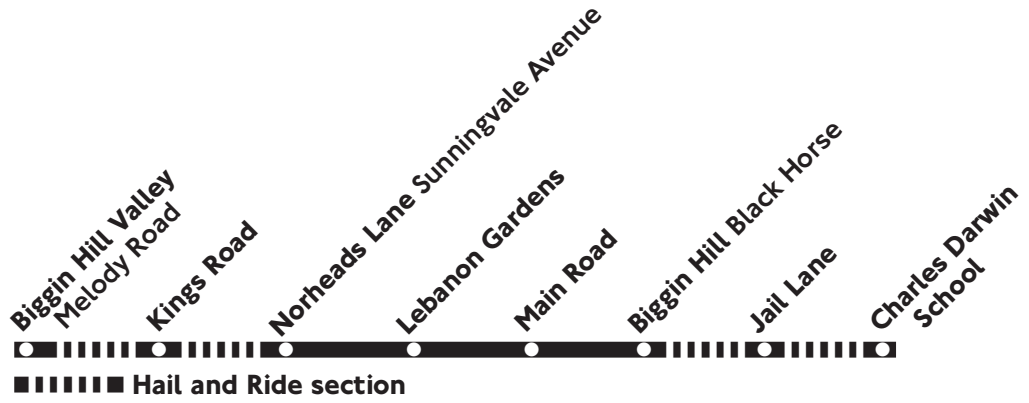 Biggin Hill Valley
Melody Road
Kings Road
Norheads Lane Sunningvale Avenue
Lebanon Gardens
Main Road
Biggin Hill Black Horse
Jail Lane
Charles Darwin
School
Hail and Ride section